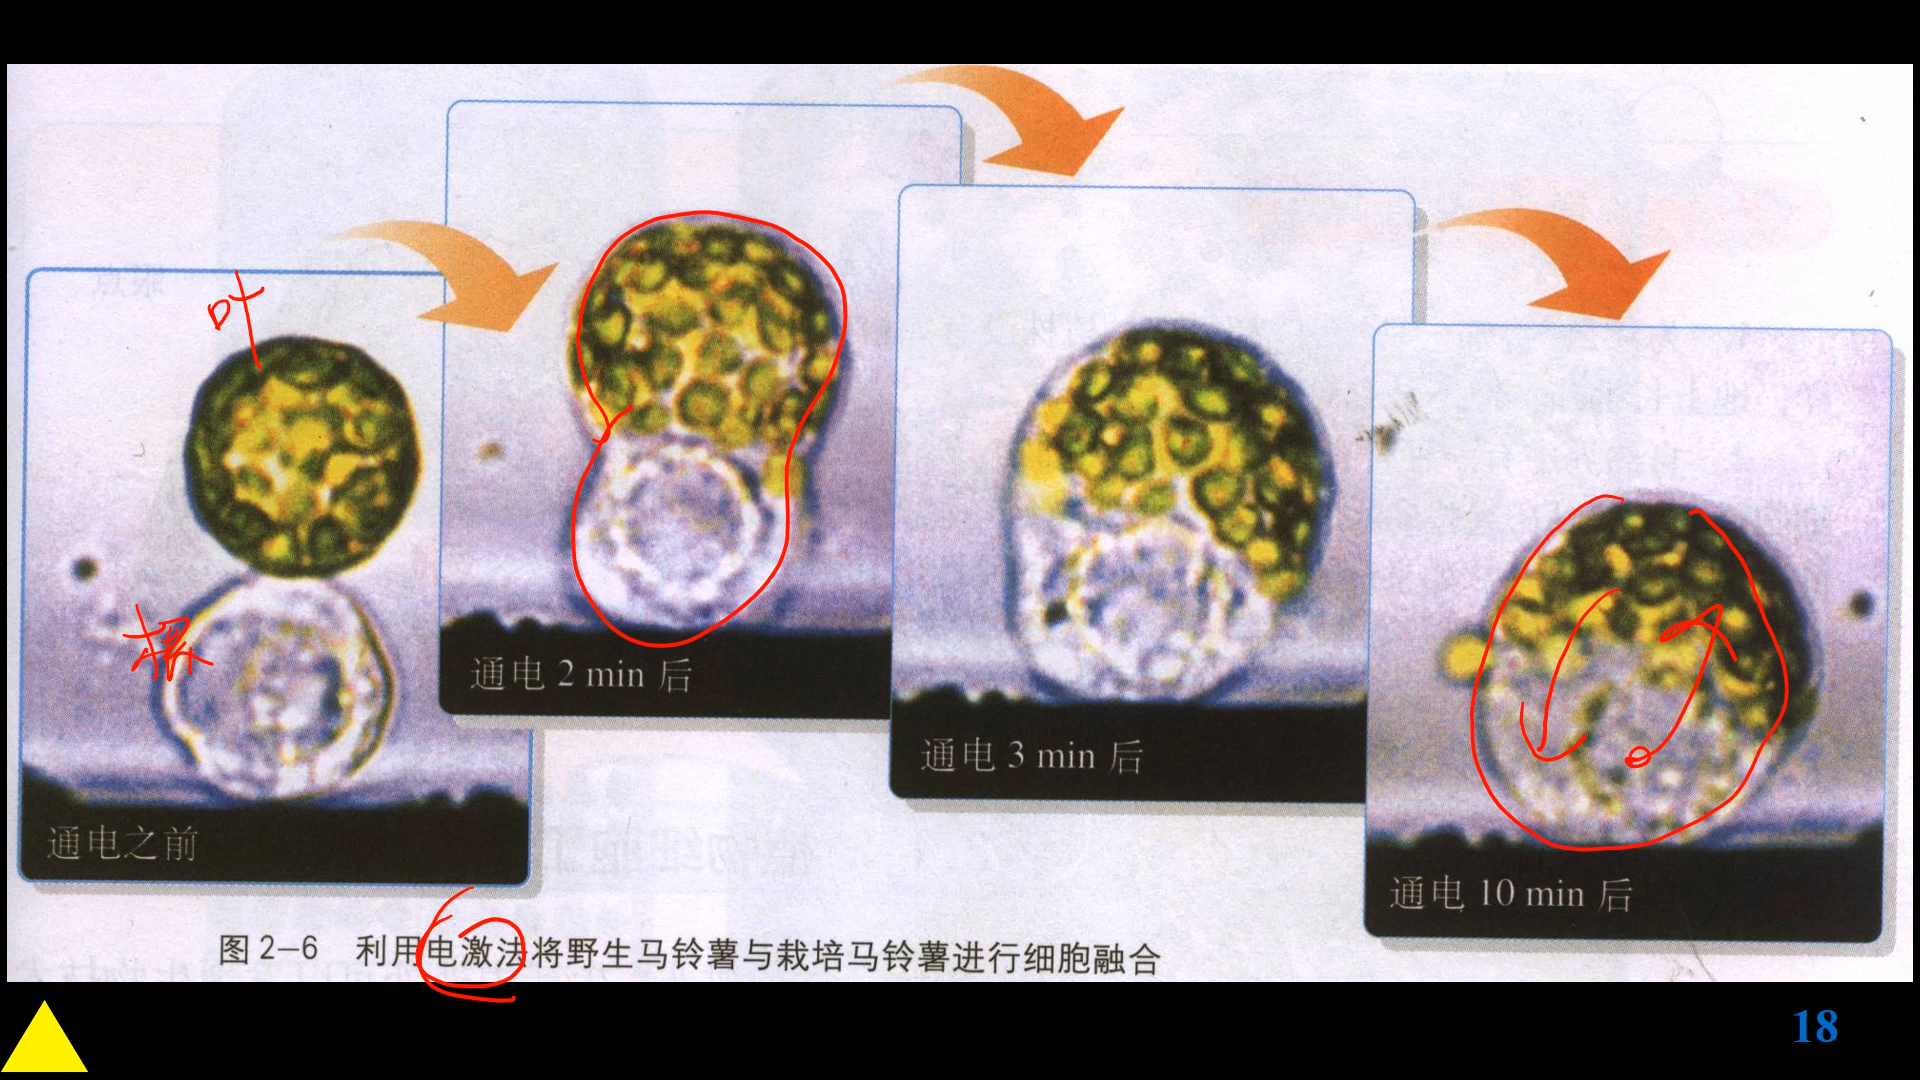 叶
根
通电之前
通电 2 min 后
通电 3 min 后
通电 10 min 后
图 2-6 利用电激法将野生马铃薯与栽培马铃薯进行细胞融合
18